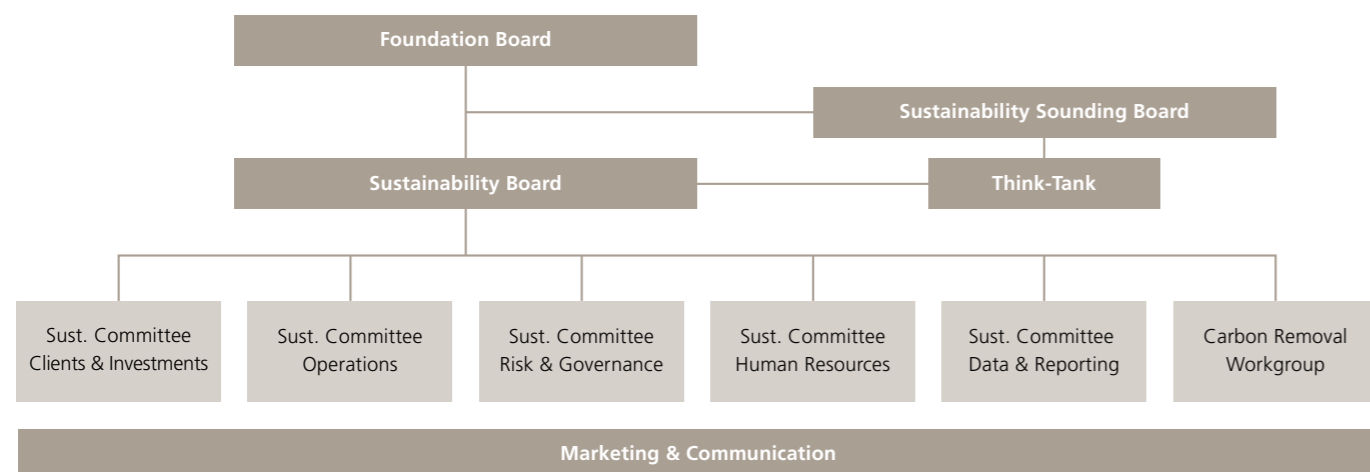 Foundation Board
Sustainability Sounding Board
Sustainability Board
Think-Tank
Sust. Committee
Clients & Investments
Sust. Committee
Operations
Sust. Committee
Risk & Governance
Sust. Committee
Human Resources
Sust. Committee
Data & Reporting
Carbon Removal
Workgroup
Marketing & Communication